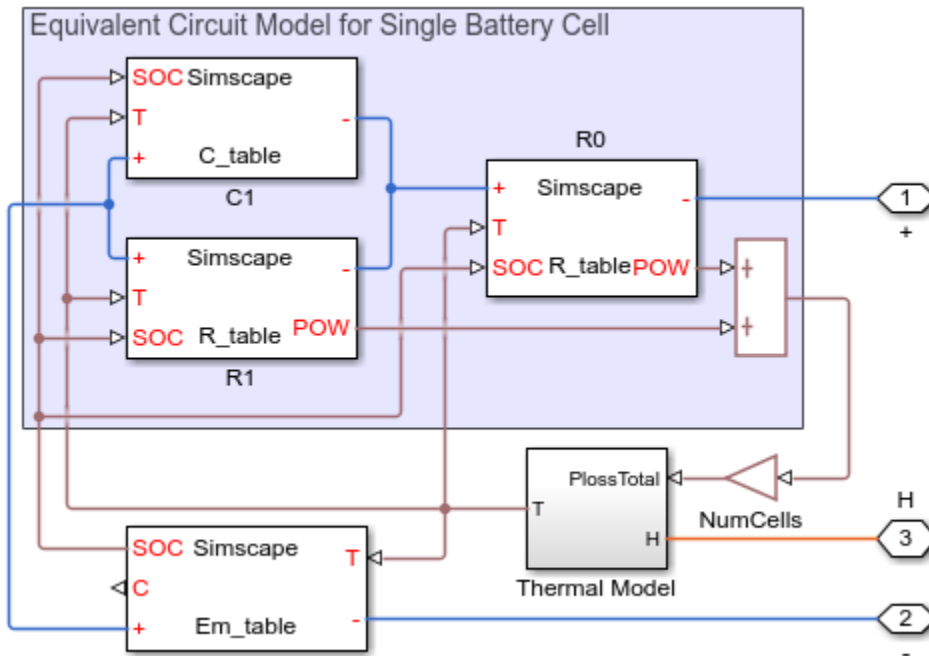 Equivalent Circuit Model for Single Battery Cell
SOC Simscape
T
-
+
C_table
C1
R0
Simscape
+
-
T
SOC R_table POW
1
+
Simscape
+
-
T
SOC R_table POW
R1
+
+
PlossTotal
T
H
Thermal Model
NumCells
H
3
SOC Simscape
T
C
+
Em_table
-
2
-